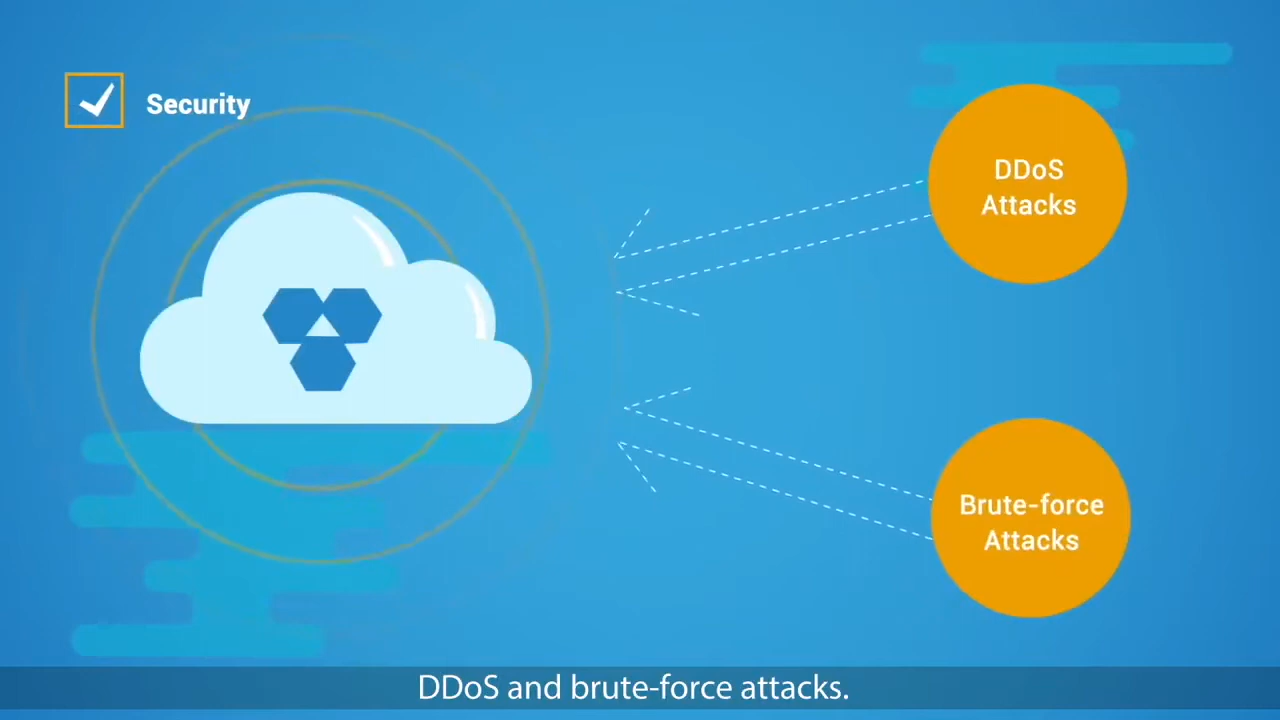 Security
DDoS
Attacks
Brute-force
Attacks
DDoS and brute-force attacks.